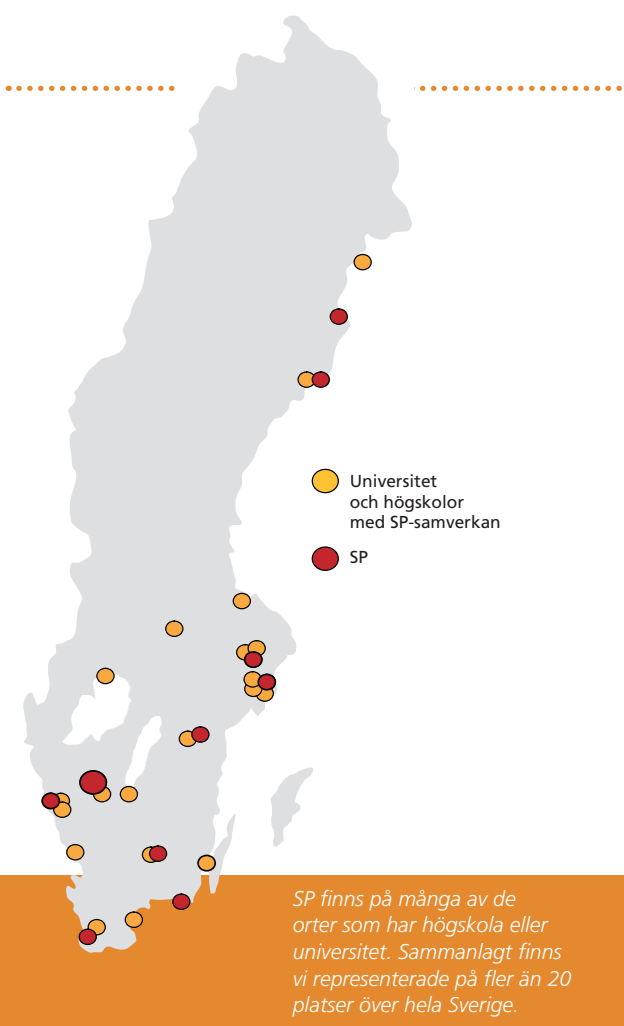 Universitet
och högskolor
med SP-samverkan
SP
SP finns på många av de
orter som har högskola eller
universitet. Sammanlagt finns
vi representerade på fler än 20
platser över hela Sverige.